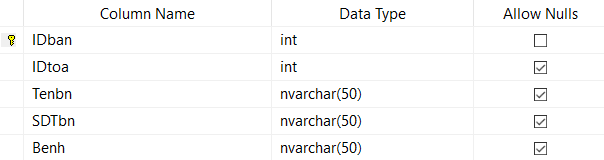 Column Name Data Type Allow Nulls
IDban int
IDtoa int
Tenbn nvarchar(50)
SDTbn nvarchar(50)
Benh nvarchar(50)